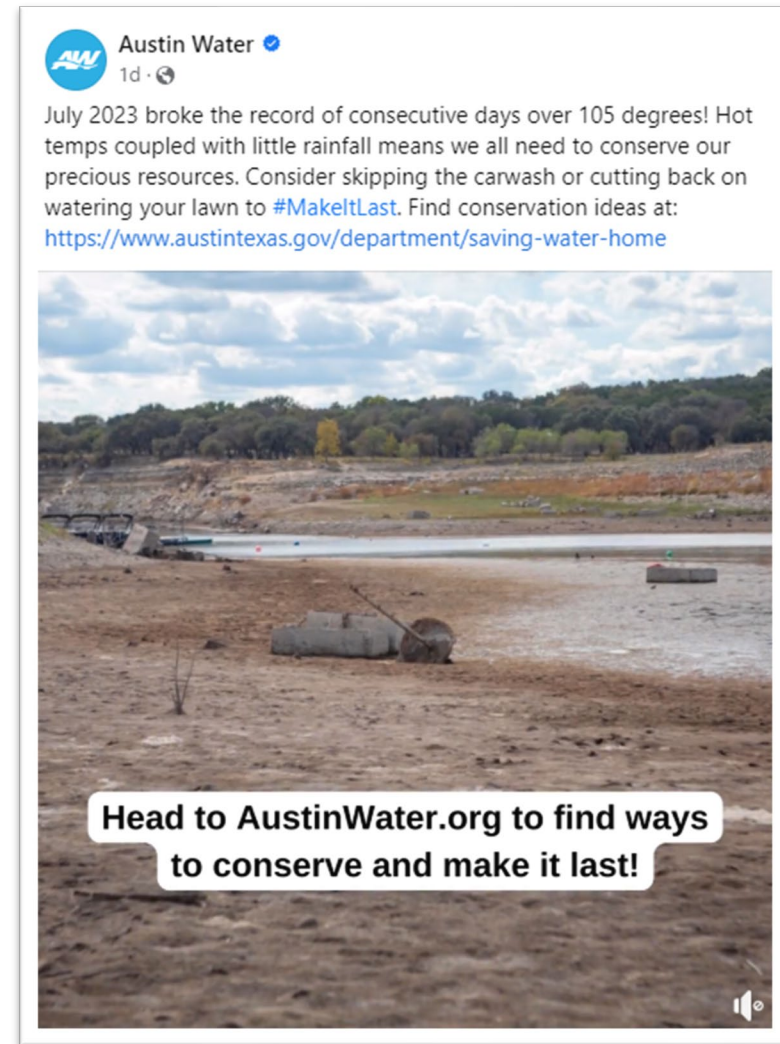 Austin Water
AW
1d ·
July 2023 broke the record of consecutive days over 105 degrees! Hot
temps coupled with little rainfall means we all need to conserve our
precious resources. Consider skipping the carwash or cutting back on
watering your lawn to #MakeItLast. Find conservation ideas at:
https://www.austintexas.gov/department/saving-water-home
Head to AustinWater.org to find ways
to conserve and make it last!